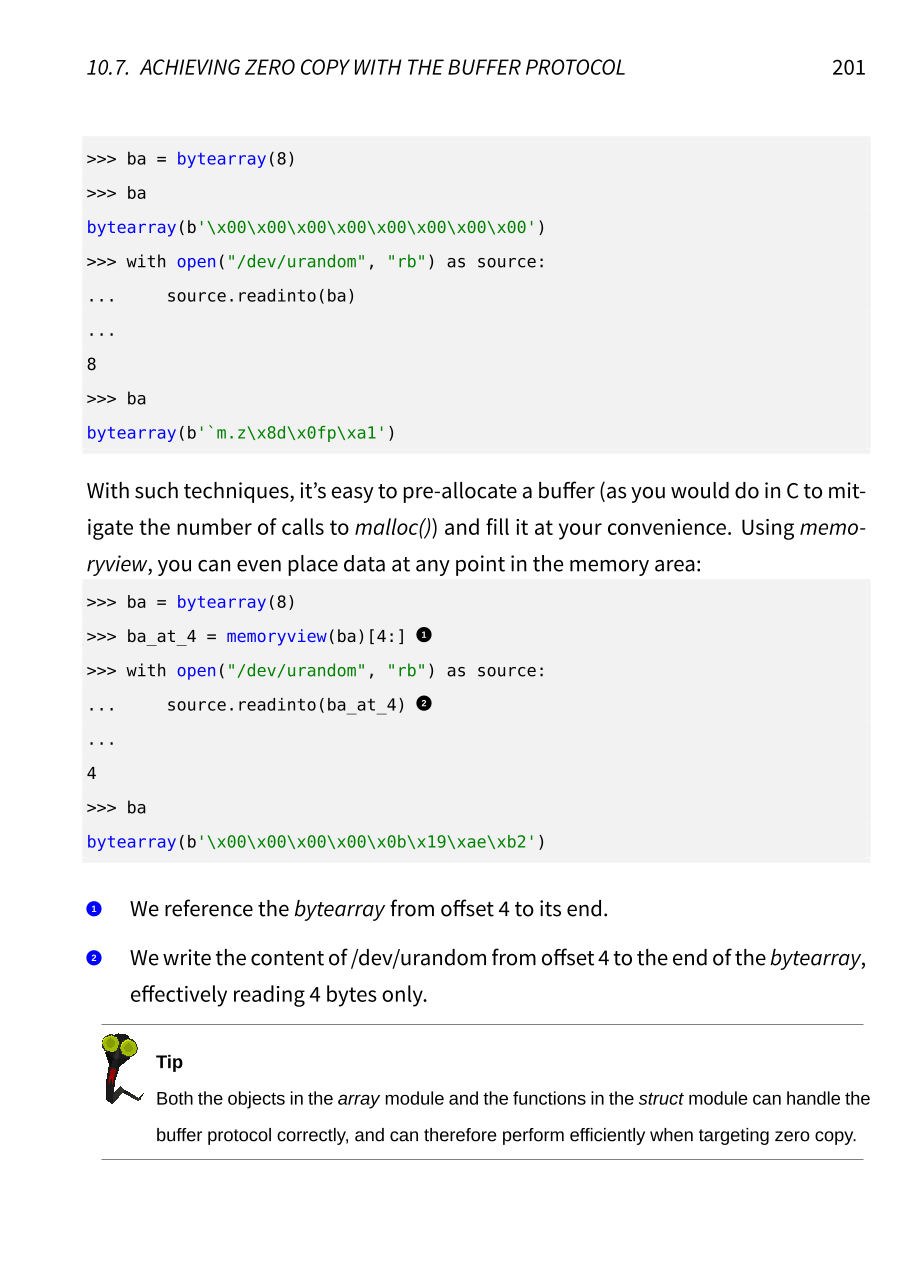 10.7. ACHIEVING ZERO COPY WITH THE BUFFER PROTOCOL 201
>>> ba = bytearray(8)
>>> ba
bytearray(b'\x00\x00\x00\x00\x00\x00\x00\x00')
>>> with open("/dev/urandom", "rb") as source:
...     source.readinto(ba)
...
8
>>> ba
bytearray(b'`m.z\x8d\x0fp\xa1')
With such techniques, it’s easy to pre-allocate a buffer (as you would do in C to mit-
igate the number of calls to malloc()) and fill it at your convenience. Using memo-
ryview, you can even place data at any point in the memory area:
>>> ba = bytearray(8)
>>> ba_at_4 = memoryview(ba)[4:] ❶
>>> with open("/dev/urandom", "rb") as source:
...     source.readinto(ba_at_4) ❷
...
4
>>> ba
bytearray(b'\x00\x00\x00\x00\x0b\x19\xae\xb2')
❶ We reference the bytearray from offset 4 to its end.
❷ We write the content of /dev/urandom from offset 4 to the end of the bytearray,
effectively reading 4 bytes only.
Tip
Both the objects in the array module and the functions in the struct module can handle the
buffer protocol correctly, and can therefore perform efficiently when targeting zero copy.